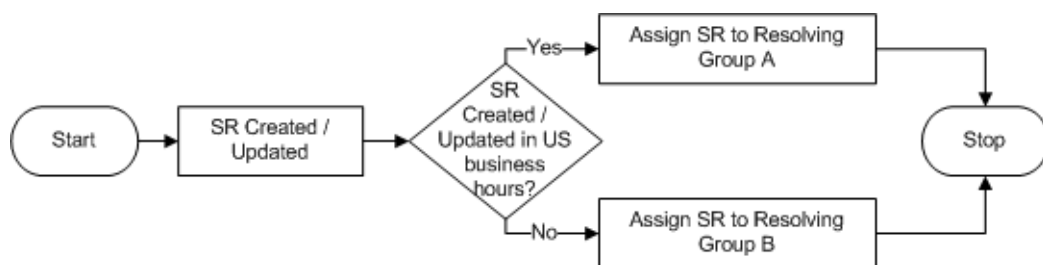 Start
SR Created /
Updated
SR
Created /
Updated in US
business
hours?
Yes
Assign SR to Resolving
Group A
No
Assign SR to Resolving
Group B
Stop